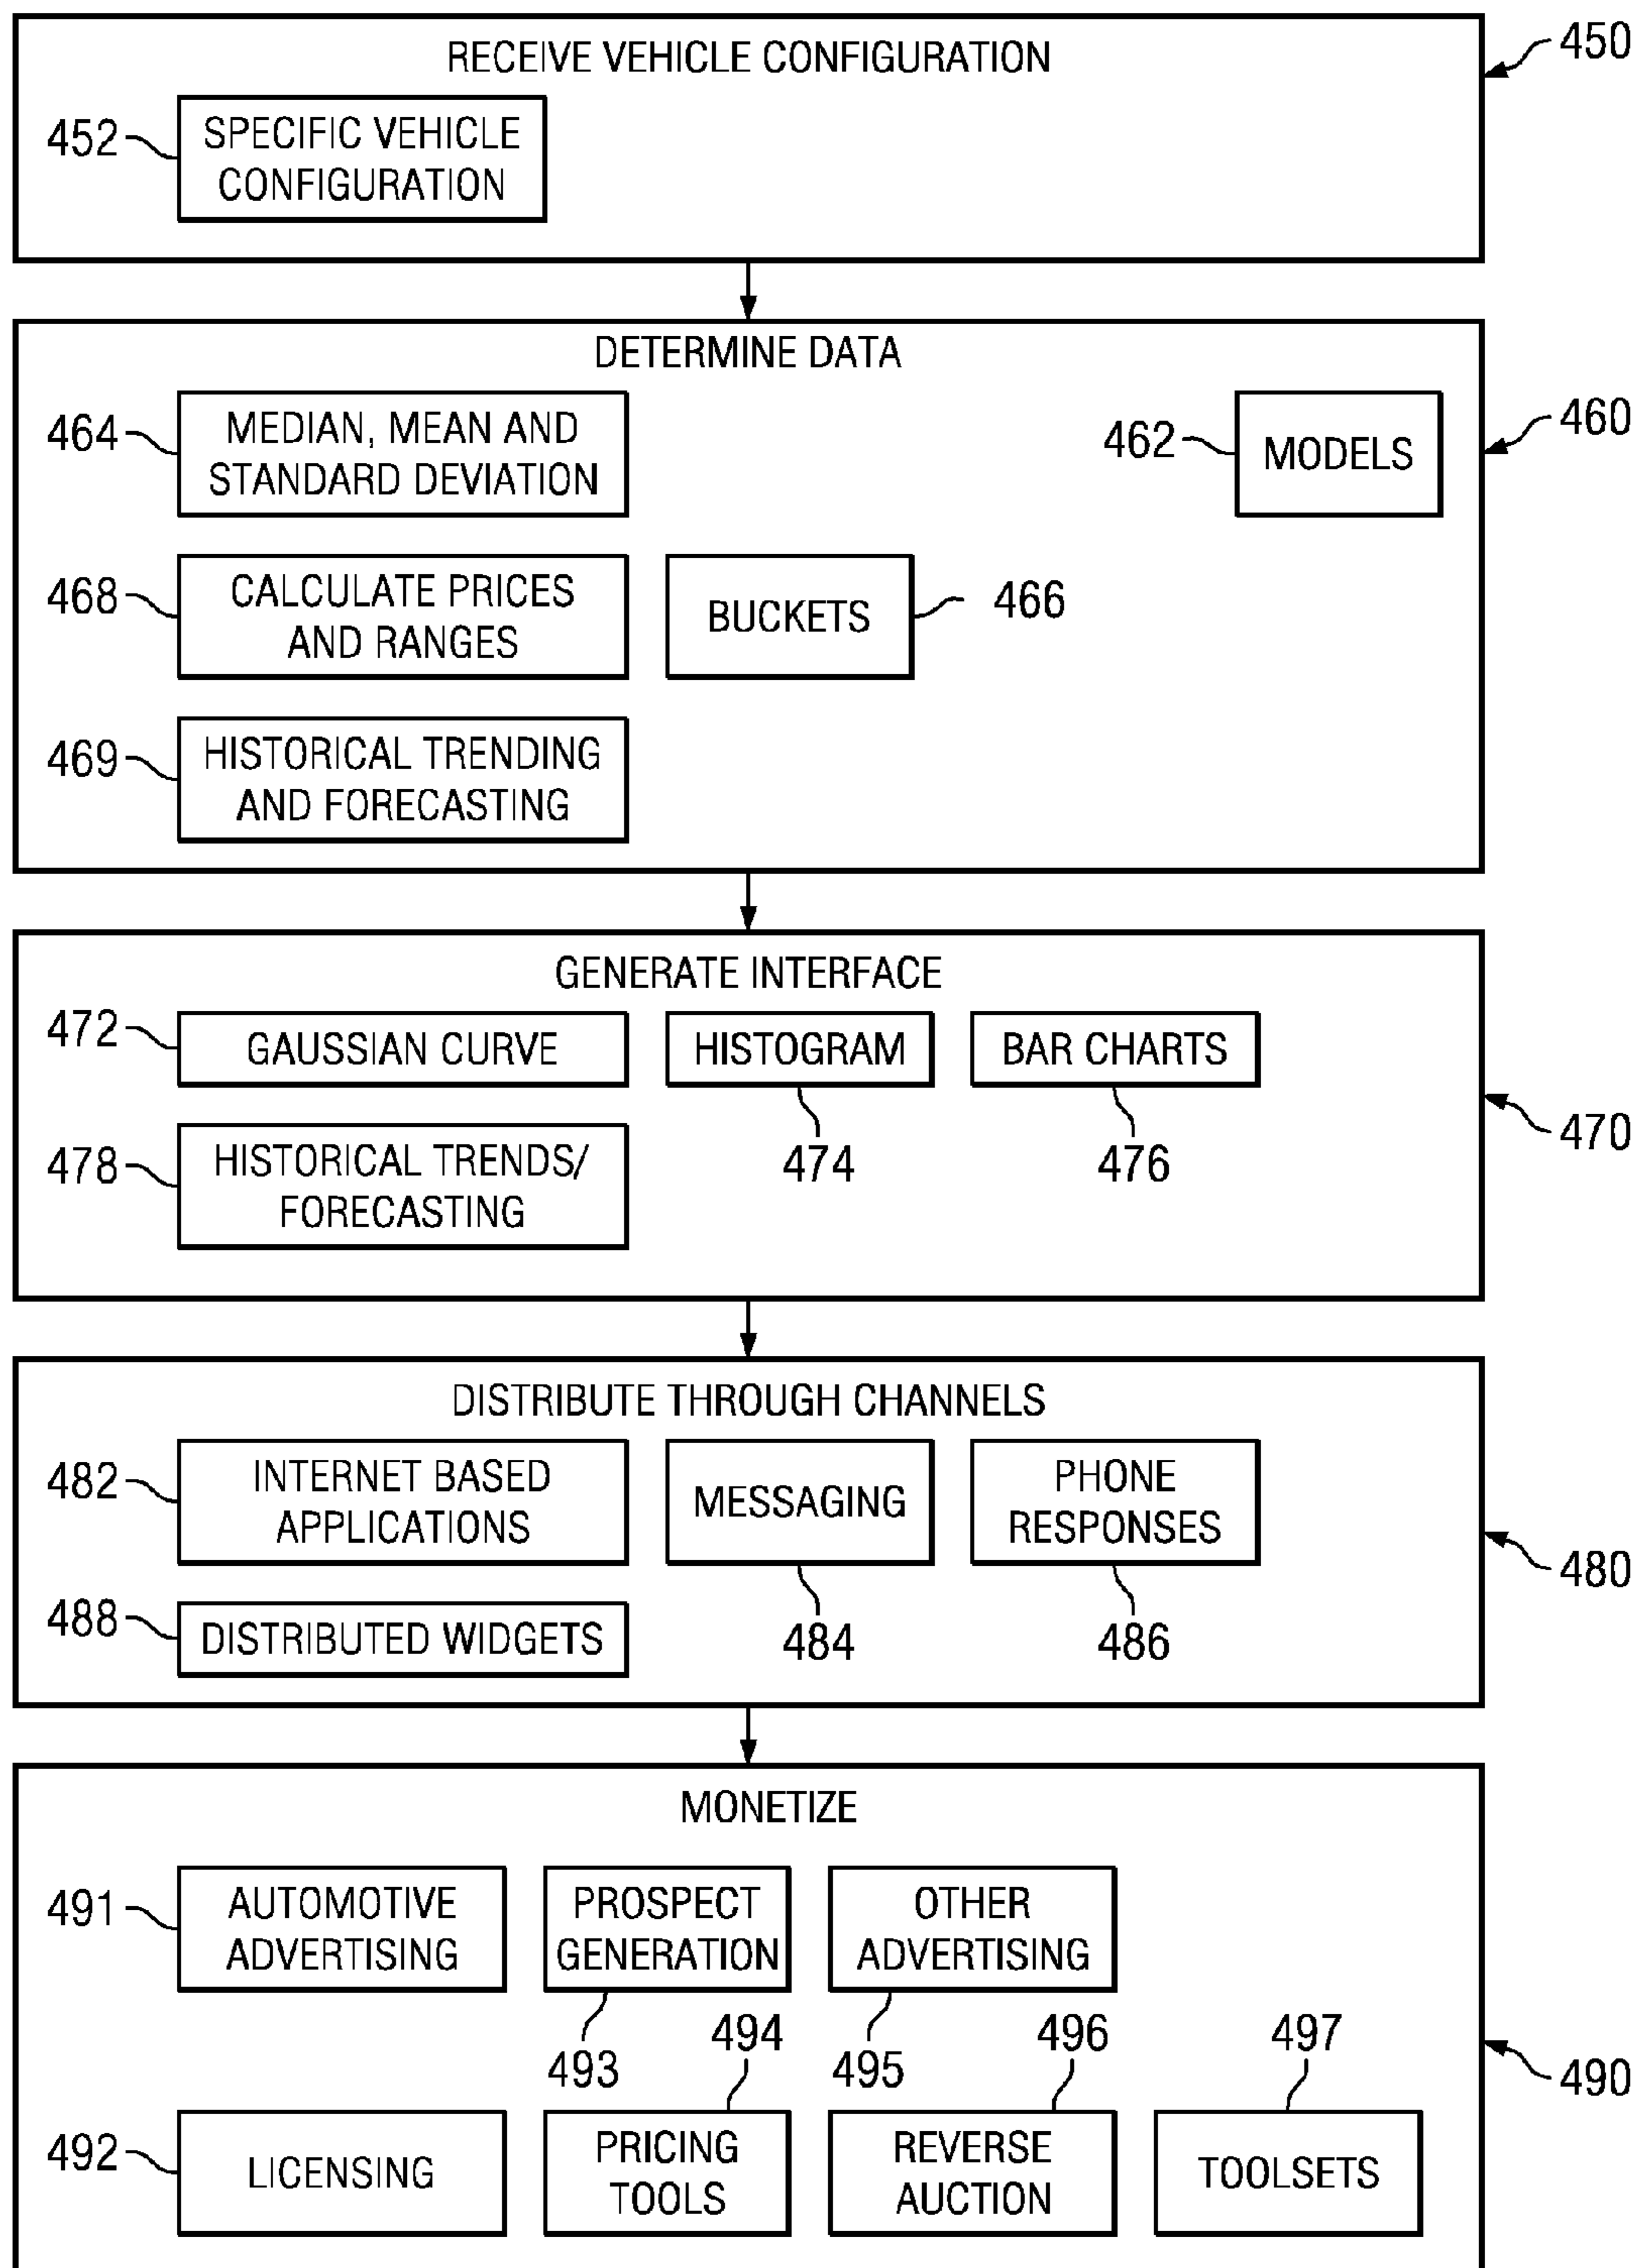 RECEIVE VEHICLE CONFIGURATION
450
452
SPECIFIC VEHICLE
CONFIGURATION
DETERMINE DATA
464
MEDIAN, MEAN AND
STANDARD DEVIATION
462
MODELS
460
468
CALCULATE PRICES
AND RANGES
BUCKETS
466
469
HISTORICAL TRENDING
AND FORECASTING
GENERATE INTERFACE
472
GAUSSIAN CURVE
HISTOGRAM
BAR CHARTS
474
476
470
478
HISTORICAL TRENDS/
FORECASTING
DISTRIBUTE THROUGH CHANNELS
482
INTERNET BASED
APPLICATIONS
MESSAGING
PHONE
RESPONSES
480
488
DISTRIBUTED WIDGETS
484
486
MONETIZE
491
AUTOMOTIVE
ADVERTISING
PROSPECT
GENERATION
OTHER
ADVERTISING
493
494
495
496
497
490
492
LICENSING
PRICING
TOOLS
REVERSE
AUCTION
TOOLSETS